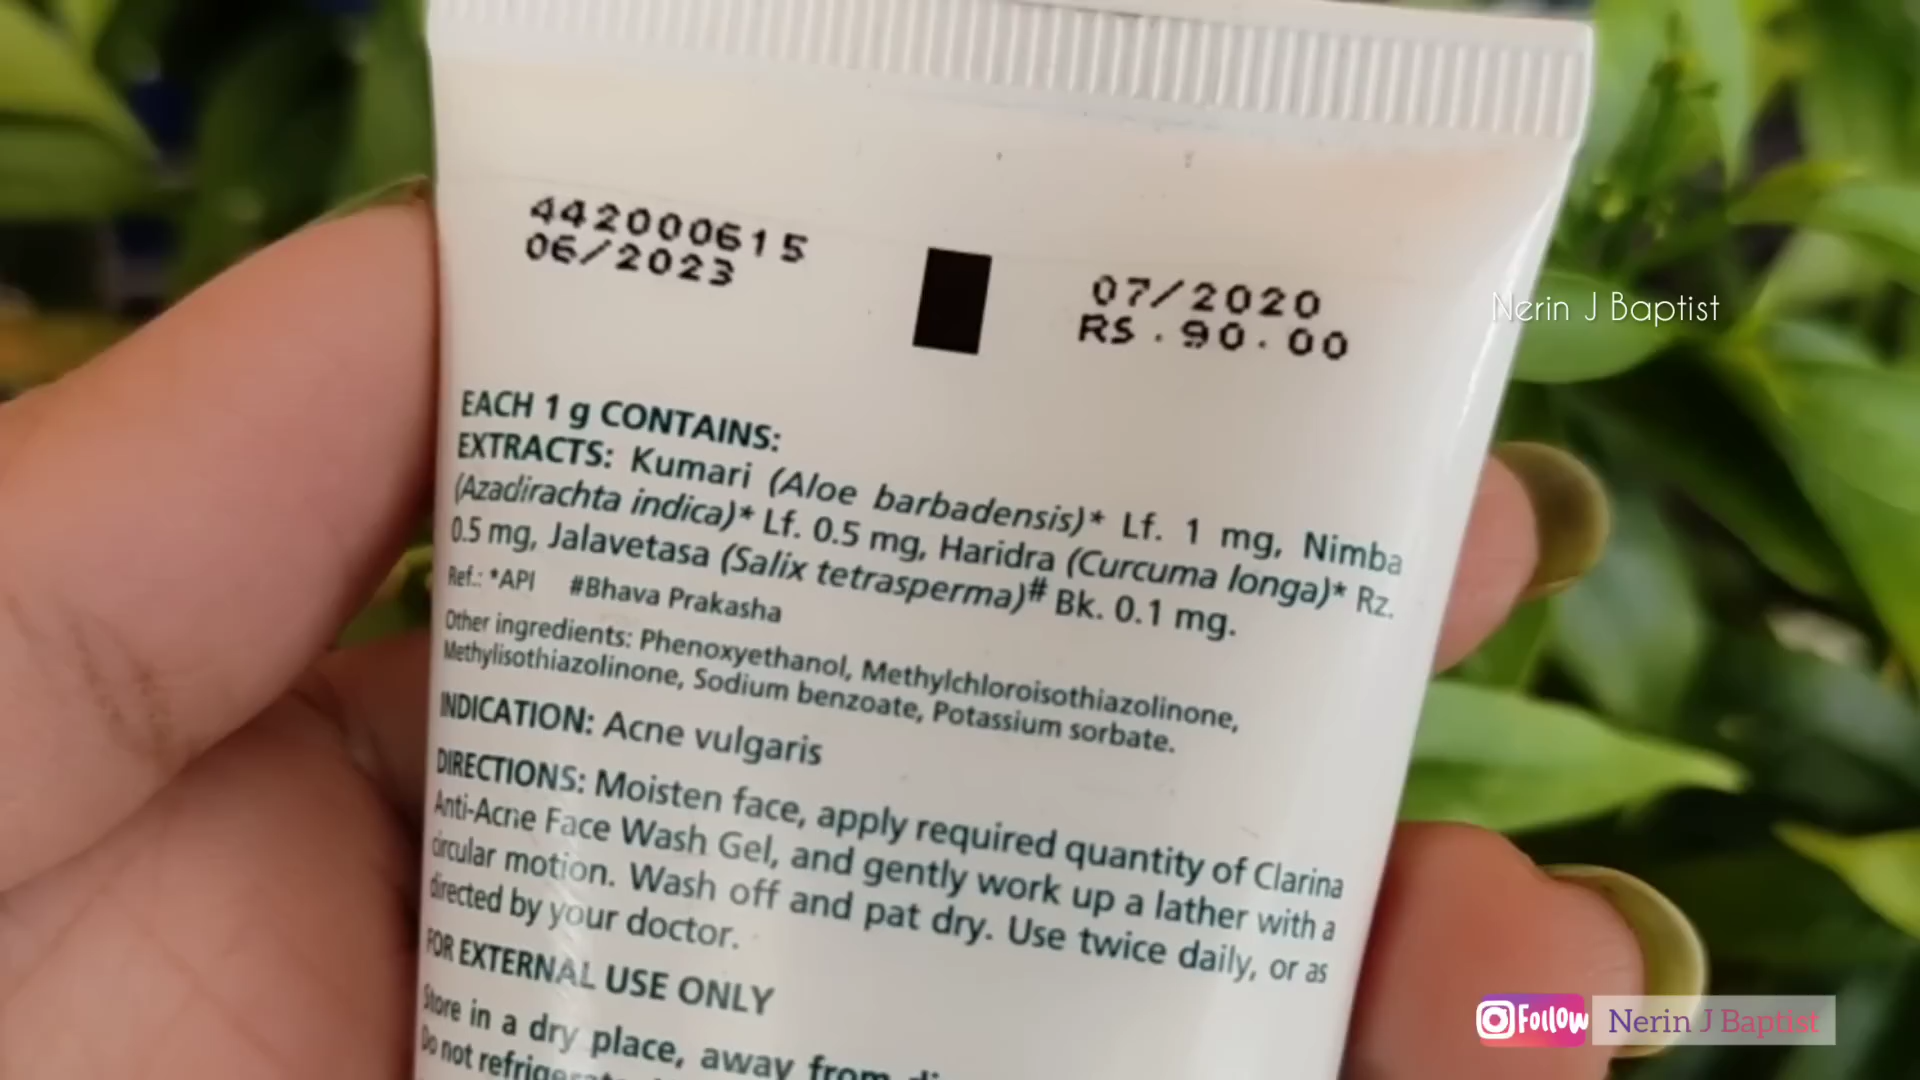 442000615
06/2023
07/2020
RS.90.00
Nerin J Baptist
EACH 1 g CONTAINS:
EXTRACTS: Kumari (Aloe barbadensis)* Lf. 1 mg, Nimba
(Azadirachta indica)* Lf. 0.5 mg, Haridra (Curcuma longa)* Rz.
0.5 mg, Jalavetasa (Salix tetrasperma)# Bk. 0.1 mg.
Ref.: *API #Bhava Prakasha
Other ingredients: Phenoxyethanol, Methylchloroisothiazolinone,
Methylisothiazolinone, Sodium benzoate, Potassium sorbate.
INDICATION: Acne vulgaris
DIRECTIONS: Moisten face, apply required quantity of Clarina
Anti-Acne Face Wash Gel, and gently work up a lather with a
circular motion. Wash off and pat dry. Use twice daily, or as
directed by your doctor.
FOR EXTERNAL USE ONLY
Store in a dry place, away from
Do not
Follow Nerin J Baptist